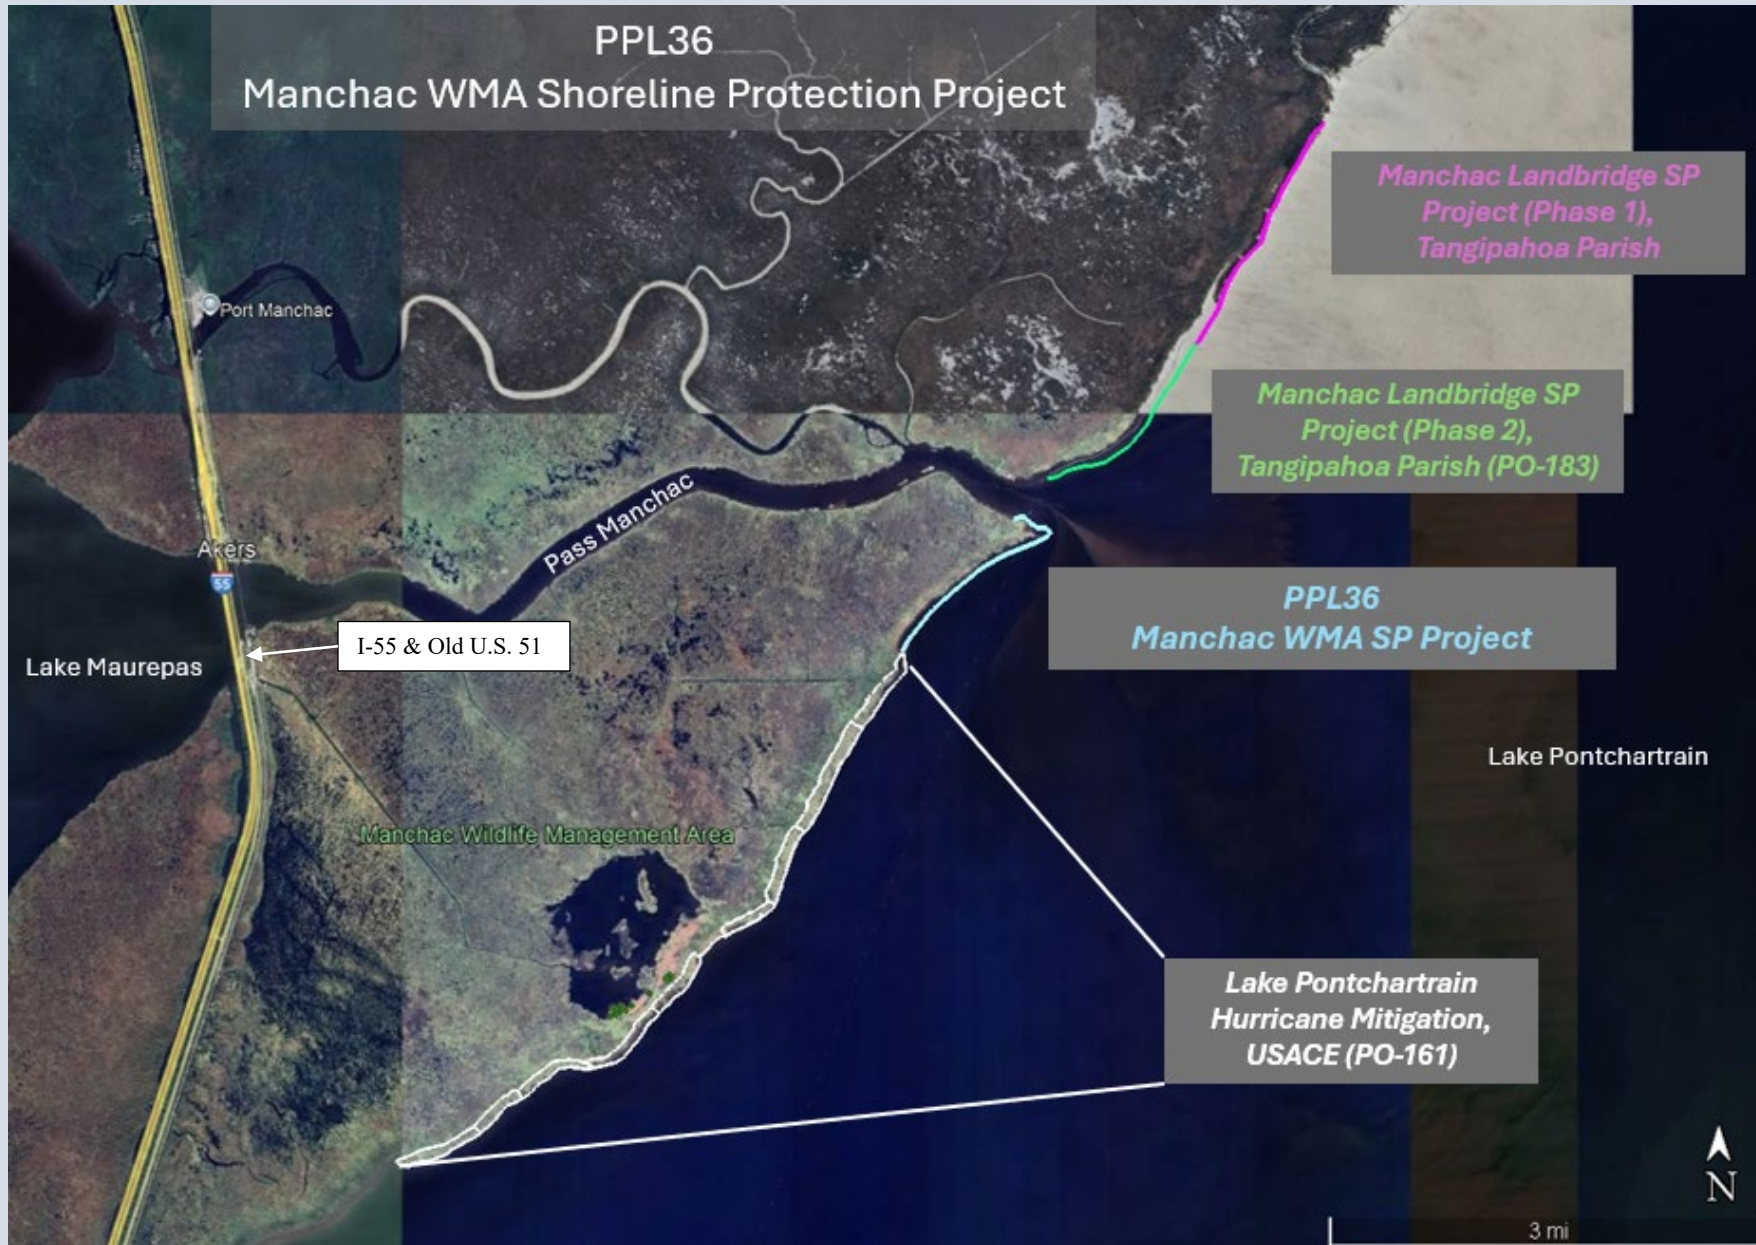 PPL36
Manchac WMA Shoreline Protection Project
Manchac Landbridge SP
Project (Phase 1),
Tangipahoa Parish
Port Manchac
Manchac Landbridge SP
Project (Phase 2),
Tangipahoa Parish (PO-183)
Pass Manchac
Akers
55
PPL36
Manchac WMA SP Project
I-55 & Old U.S. 51
Lake Maurepas
Lake Pontchartrain
Manchac Wildlife Management Area
Lake Pontchartrain
Hurricane Mitigation,
USACE (PO-161)
N
3 mi